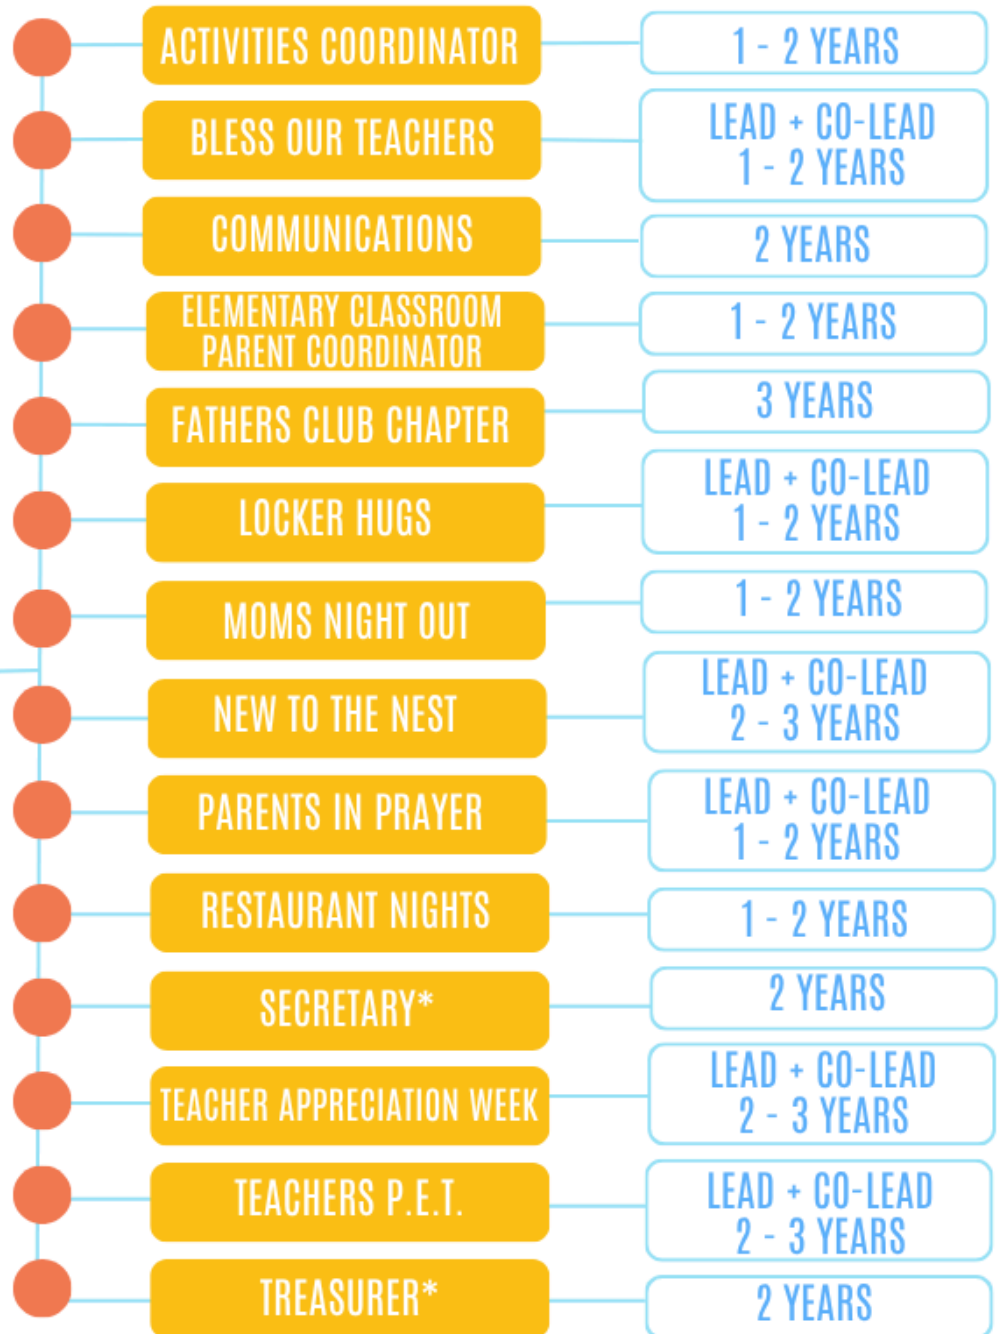 ACTIVITIES COORDINATOR
1 - 2 YEARS
BLESS OUR TEACHERS
LEAD + CO-LEAD
1 - 2 YEARS
COMMUNICATIONS
2 YEARS
ELEMENTARY CLASSROOM
PARENT COORDINATOR
1 - 2 YEARS
FATHERS CLUB CHAPTER
3 YEARS
LOCKER HUGS
LEAD + CO-LEAD
1 - 2 YEARS
MOMS NIGHT OUT
1 - 2 YEARS
NEW TO THE NEST
LEAD + CO-LEAD
2 - 3 YEARS
PARENTS IN PRAYER
LEAD + CO-LEAD
1 - 2 YEARS
RESTAURANT NIGHTS
1 - 2 YEARS
SECRETARY*
2 YEARS
TEACHER APPRECIATION WEEK
LEAD + CO-LEAD
2 - 3 YEARS
TEACHERS P.E.T.
LEAD + CO-LEAD
2 - 3 YEARS
TREASURER*
2 YEARS